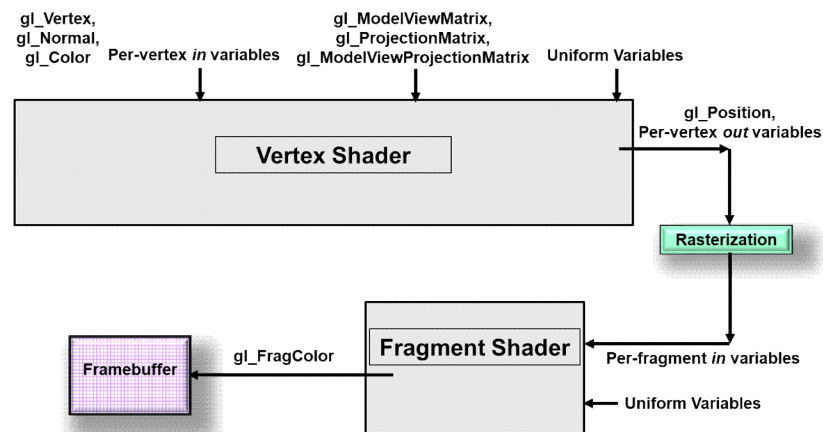 gl_Vertex,
gl_Normal,
gl_Color
Per-vertex in variables
gl_ModelViewMatrix,
gl_ProjectionMatrix,
gl_ModelViewProjectionMatrix
Uniform Variables
Vertex Shader
gl_Position,
Per-vertex out variables
Rasterization
Fragment Shader
Per-fragment in variables
Uniform Variables
gl_FragColor
Framebuffer